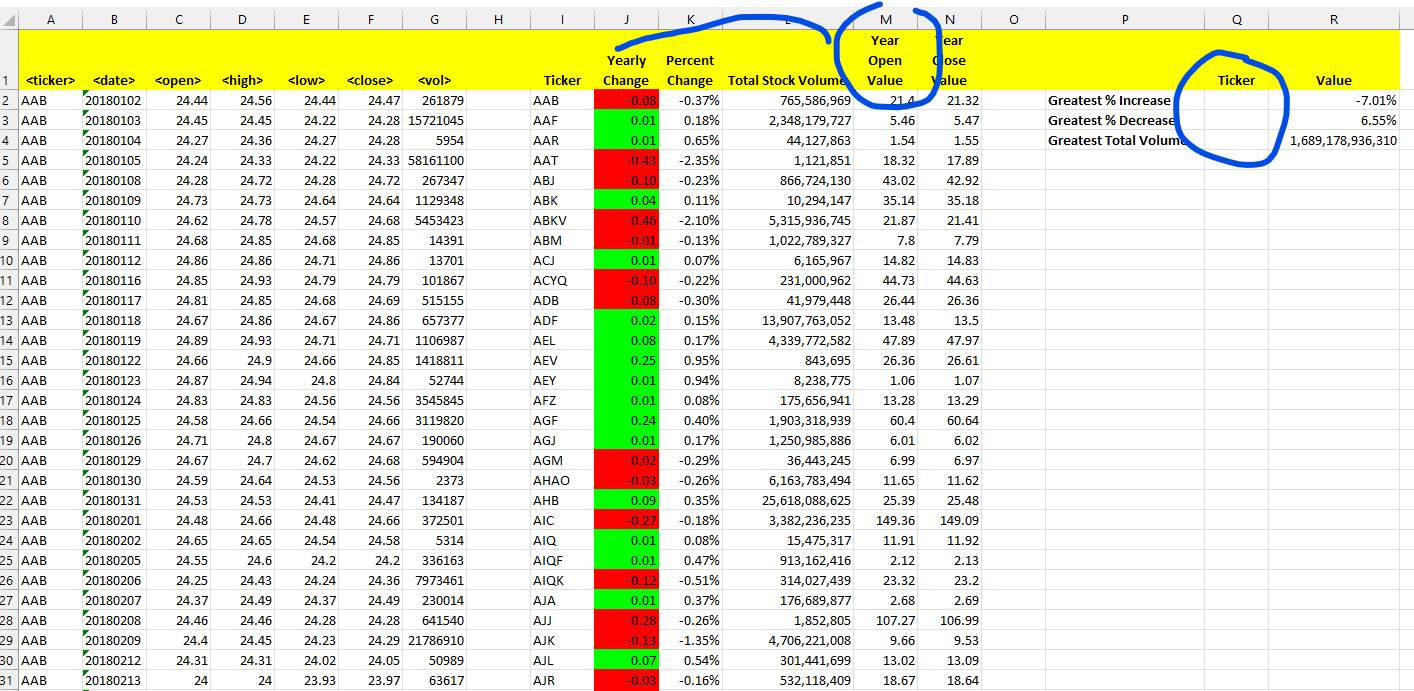 A B C D E F G H I J K L M N O P Q R
Year Year
Yearly Percent Open Close
1 <ticker> <date> <open> <high> <low> <close> <vol> Ticker Change Change Total Stock Volume Value Value Ticker Value
2 AAB 20180102 24.44 24.56 24.44 24.47 261879 AAB -0.08 -0.37% 765,586,969 21.4 21.32 Greatest % Increase -7.01%
3 AAB 20180103 24.45 24.45 24.22 24.28 15721045 AAF 0.01 0.18% 2,348,179,727 5.46 5.47 Greatest % Decrease 6.55%
4 AAB 20180104 24.27 24.36 24.27 24.28 5954 AAR 0.01 0.65% 44,127,863 1.54 1.55 Greatest Total Volume 1,689,178,936,310
5 AAB 20180105 24.24 24.33 24.22 24.33 58161100 AAT -0.43 -2.35% 1,121,851 18.32 17.89
6 AAB 20180108 24.28 24.72 24.28 24.72 267347 ABJ -0.10 -0.23% 866,724,130 43.02 42.92
7 AAB 20180109 24.73 24.73 24.64 24.64 1129348 ABK 0.04 0.11% 10,294,147 35.14 35.18
8 AAB 20180110 24.62 24.78 24.57 24.68 5453423 ABKV -0.46 -2.10% 5,315,936,745 21.87 21.41
9 AAB 20180111 24.68 24.85 24.68 24.85 14391 ABM -0.01 -0.13% 1,022,789,327 7.8 7.79
10 AAB 20180112 24.86 24.86 24.71 24.86 13701 ACJ 0.01 0.07% 6,165,967 14.82 14.83
11 AAB 20180116 24.85 24.93 24.79 24.79 101867 ACYQ -0.10 -0.22% 231,000,962 44.73 44.63
12 AAB 20180117 24.81 24.85 24.68 24.69 515155 ADB -0.08 -0.30% 41,979,448 26.44 26.36
13 AAB 20180118 24.67 24.86 24.67 24.86 657377 ADF 0.02 0.15% 13,907,763,052 13.48 13.5
14 AAB 20180119 24.89 24.93 24.71 24.71 1106987 AEL 0.08 0.17% 4,339,772,582 47.89 47.97
15 AAB 20180122 24.66 24.9 24.66 24.85 1418811 AEV 0.25 0.95% 843,695 26.36 26.61
16 AAB 20180123 24.87 24.94 24.8 24.84 52744 AEY 0.01 0.94% 8,238,775 1.06 1.07
17 AAB 20180124 24.83 24.83 24.56 24.56 3545845 AFZ 0.01 0.08% 175,656,941 13.28 13.29
18 AAB 20180125 24.58 24.66 24.54 24.66 3119820 AGF 0.24 0.40% 1,903,318,939 60.4 60.64
19 AAB 20180126 24.71 24.8 24.67 24.67 190060 AGJ 0.01 0.17% 1,250,985,886 6.01 6.02
20 AAB 20180129 24.67 24.7 24.62 24.68 594904 AGM -0.02 -0.29% 36,443,245 6.99 6.97
21 AAB 20180130 24.59 24.64 24.53 24.56 2373 AHAO -0.03 -0.26% 6,163,783,494 11.65 11.62
22 AAB 20180131 24.53 24.53 24.41 24.47 134187 AHB 0.09 0.35% 25,618,088,625 25.39 25.48
23 AAB 20180201 24.48 24.66 24.48 24.66 372501 AIC -0.27 -0.18% 3,382,236,235 149.36 149.09
24 AAB 20180202 24.65 24.65 24.54 24.58 5314 AIQ 0.01 0.08% 15,475,317 11.91 11.92
25 AAB 20180205 24.55 24.6 24.2 24.2 336163 AIQF 0.01 0.47% 913,162,416 2.12 2.13
26 AAB 20180206 24.25 24.43 24.24 24.36 7973461 AIQK -0.12 -0.51% 314,027,439 23.32 23.2
27 AAB 20180207 24.37 24.49 24.37 24.49 230014 AJA 0.01 0.37% 176,689,877 2.68 2.69
28 AAB 20180208 24.46 24.46 24.28 24.28 641540 AJJ -0.28 -0.26% 1,852,805 107.27 106.99
29 AAB 20180209 24.4 24.45 24.23 24.29 21786910 AJK -0.13 -1.35% 4,706,221,008 9.66 9.53
30 AAB 20180212 24.31 24.31 24.02 24.05 50989 AJL 0.07 0.54% 301,441,699 13.02 13.09
31 AAB 20180213 24 24 23.93 23.97 63617 AJR -0.03 -0.16% 532,118,409 18.67 18.64